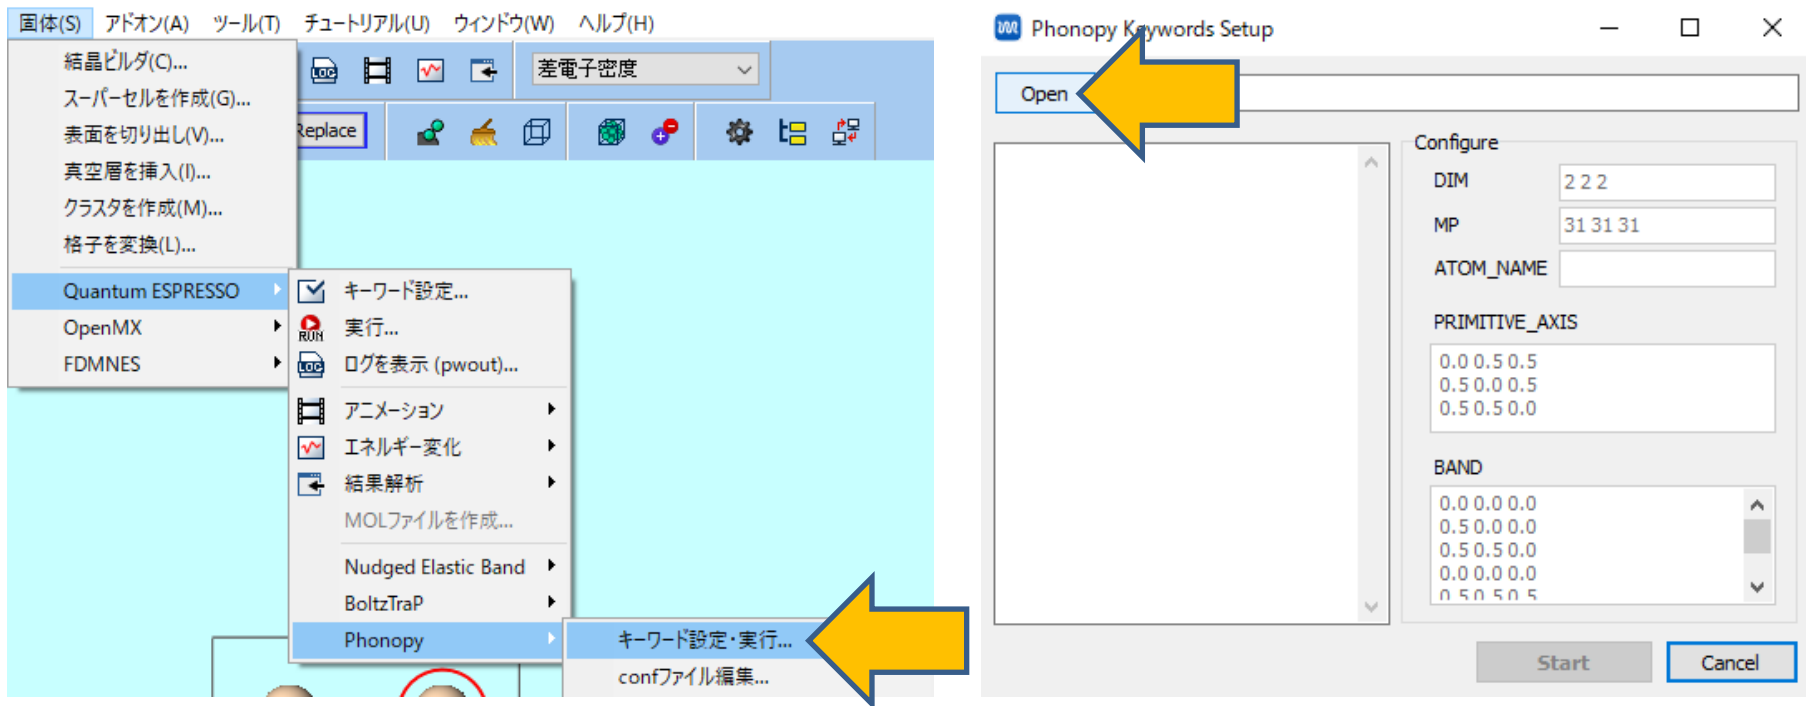 固体(S) アドオン(A) ツール(T) チュートリアル(U) ウィンドウ(W) ヘルプ(H)
結晶ビルダ(C)...
スーパーセルを作成(G)...
表面を切り出し(V)...
真空層を挿入(I)...
クラスタを作成(M)...
格子を変換(L)...
Quantum ESPRESSO
OpenMX
FDMNES
LOG
差電子密度
Replace
キーワード設定...
RUN
実行...
LOG
ログを表示 (pwout)...
アニメーション
エネルギー変化
結果解析
MOLファイルを作成...
Nudged Elastic Band
BoltzTraP
Phonopy
キーワード設定・実行...
confファイル編集...
Phonopy Keywords Setup
Open
Configure
DIM
2 2 2
MP
31 31 31
ATOM_NAME
PRIMITIVE_AXIS
0.0 0.5 0.5
0.5 0.0 0.5
0.5 0.5 0.0
BAND
0.0 0.0 0.0
0.5 0.0 0.0
0.5 0.5 0.0
0.0 0.0 0.0
0.5 0.5 0.5
Start
Cancel